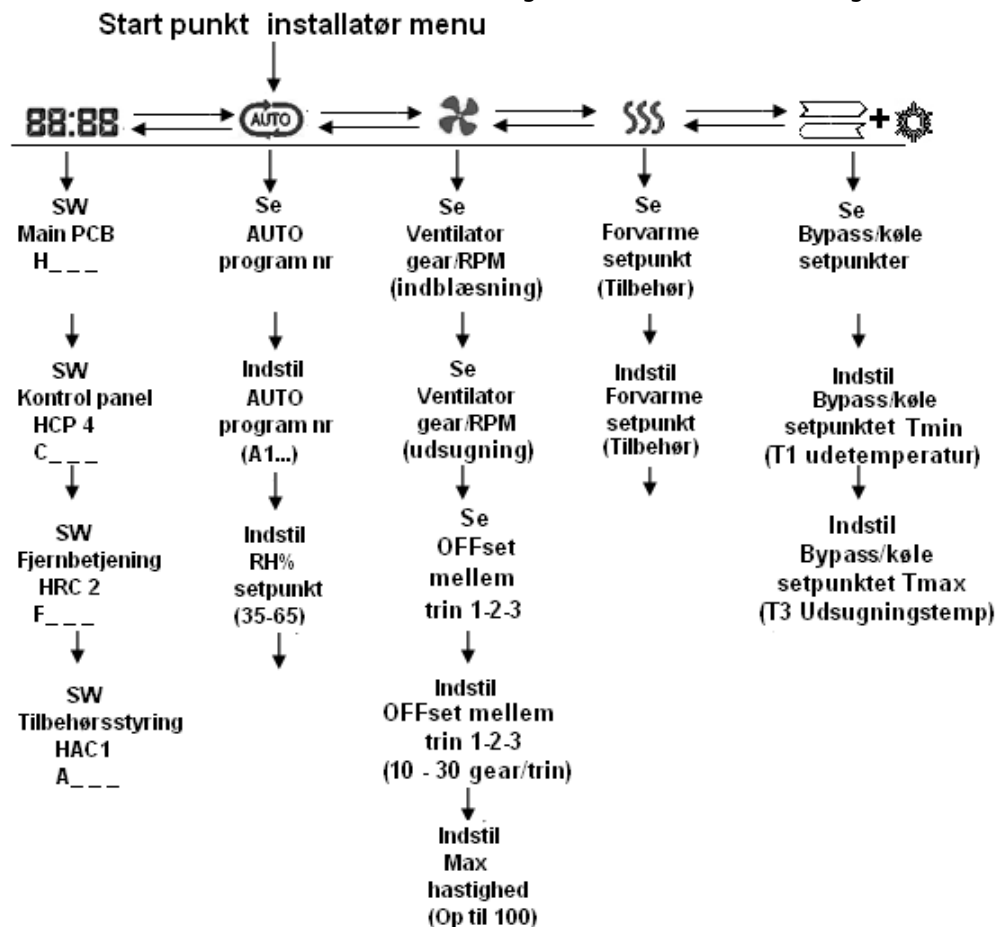 Start punkt installatør menu
88:88
AUTO
+
SW
Main PCB
H_ _ _
SW
Kontrol panel
HCP 4
C_ _ _
SW
Fjernbetjening
HRC 2
F_ _ _
SW
Tilbehørsstyring
HAC1
A_ _ _
Se
AUTO
program nr
Indstil
AUTO
program nr
(A1...)
Indstil
RH%
setpunkt
(35-65)
Se
Ventilator
gear/RPM
(indblæsning)
Se
Ventilator
gear/RPM
(udsugning)
Se
OFFset
mellem
trin 1-2-3
Indstil
OFFset mellem
trin 1-2-3
(10 - 30 gear/trin)
Indstil
Max
hastighed
(Op til 100)
Se
Forvarme
setpunkt
(Tilbehør)
Indstil
Forvarme
setpunkt
(Tilbehør)
Se
Bypass/køle
setpunkter
Indstil
Bypass/køle
setpunktet Tmin
(T1 udetemperatur)
Indstil
Bypass/køle
setpunktet Tmax
(T3 Udsugningstemp)